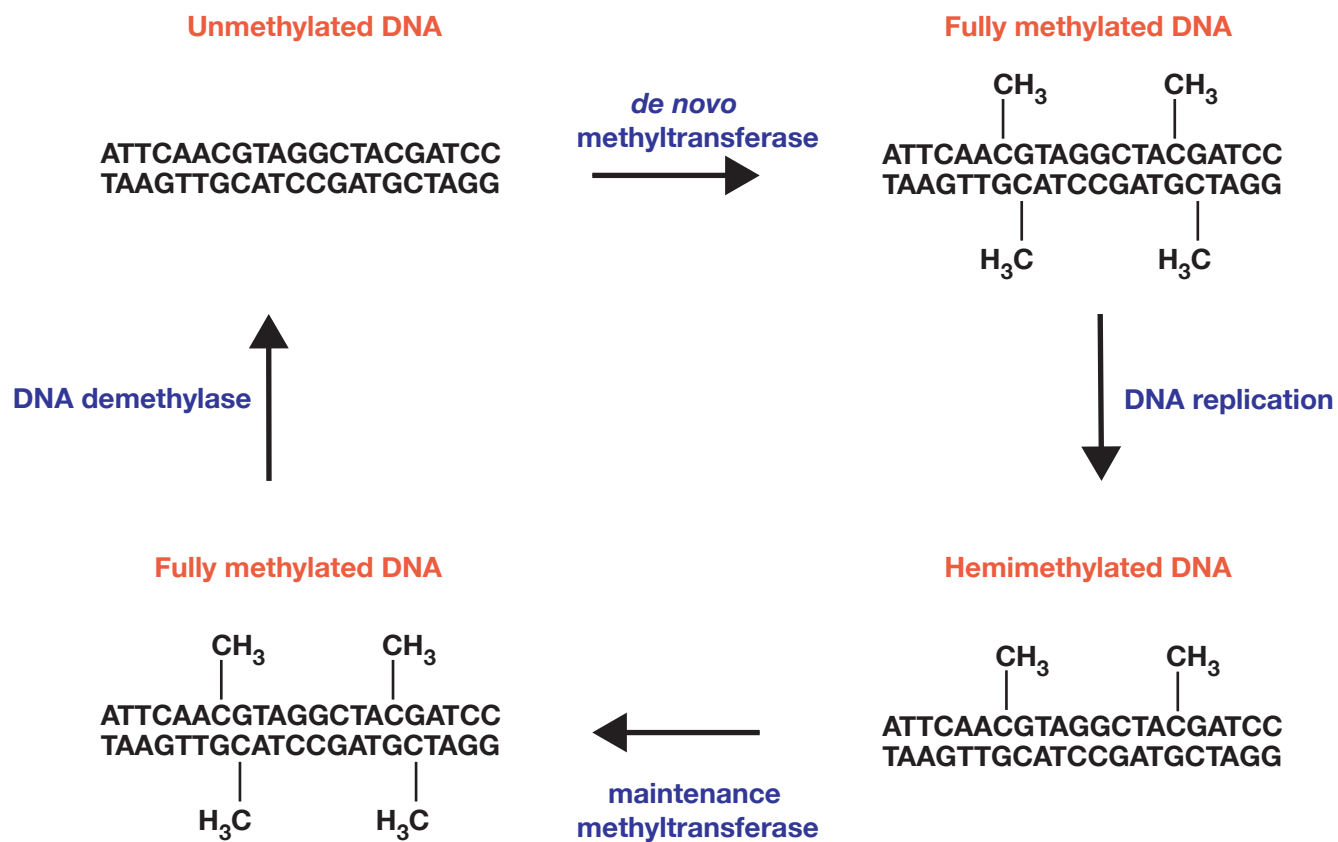 Unmethylated DNA
ATTCAACGTAGGCTACGATCC
TAAGTTGCATCCGATGCTAGG
de novo
methyltransferase
Fully methylated DNA
CH₃ CH₃
ATTCAACGTAGGCTACGATCC
TAAGTTGCATCCGATGCTAGG
H₃C H₃C
DNA demethylase
DNA replication
Fully methylated DNA
CH₃ CH₃
ATTCAACGTAGGCTACGATCC
TAAGTTGCATCCGATGCTAGG
H₃C H₃C
maintenance
methyltransferase
Hemimethylated DNA
CH₃ CH₃
ATTCAACGTAGGCTACGATCC
TAAGTTGCATCCGATGCTAGG